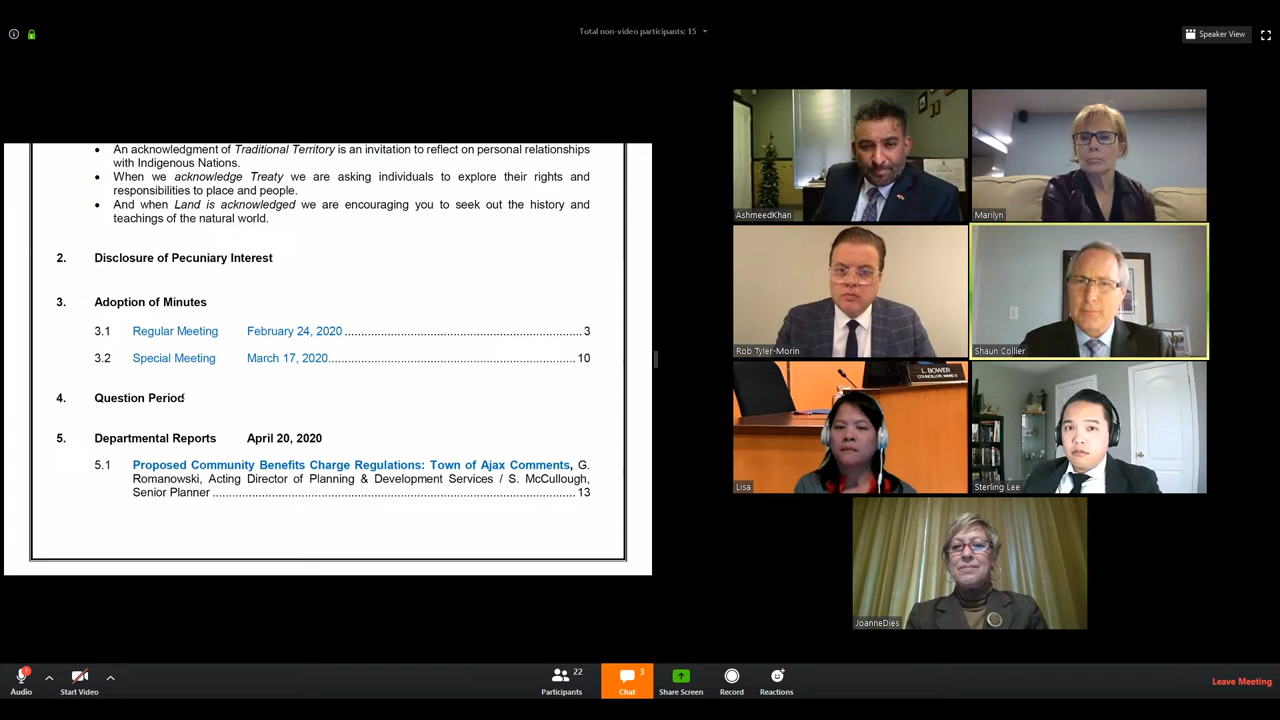 Total non-video participants: 15
Speaker View
• An acknowledgment of Traditional Territory is an invitation to reflect on personal relationships
with Indigenous Nations.
• When we acknowledge Treaty we are asking individuals to explore their rights and
responsibilities to place and people.
• And when Land is acknowledged we are encouraging you to seek out the history and
teachings of the natural world.
2. Disclosure of Pecuniary Interest
3. Adoption of Minutes
3.1 Regular Meeting February 24, 2020 ........................................................ 3
3.2 Special Meeting March 17, 2020........................................................... 10
4. Question Period
5. Departmental Reports April 20, 2020
5.1 Proposed Community Benefits Charge Regulations: Town of Ajax Comments, G.
Romanowski, Acting Director of Planning & Development Services / S. McCullough,
Senior Planner ..................................................................................... 13
AshmeedKhan
Marilyn
Rob Tyler-Morin
Shaun Collier
L. BOWER
COUNCILLOR, WARD 3
Lisa
Sterling Lee
JoanneDies
Audio
Start Video
22
Participants
3
Chat
Share Screen
Record
Reactions
Leave Meeting